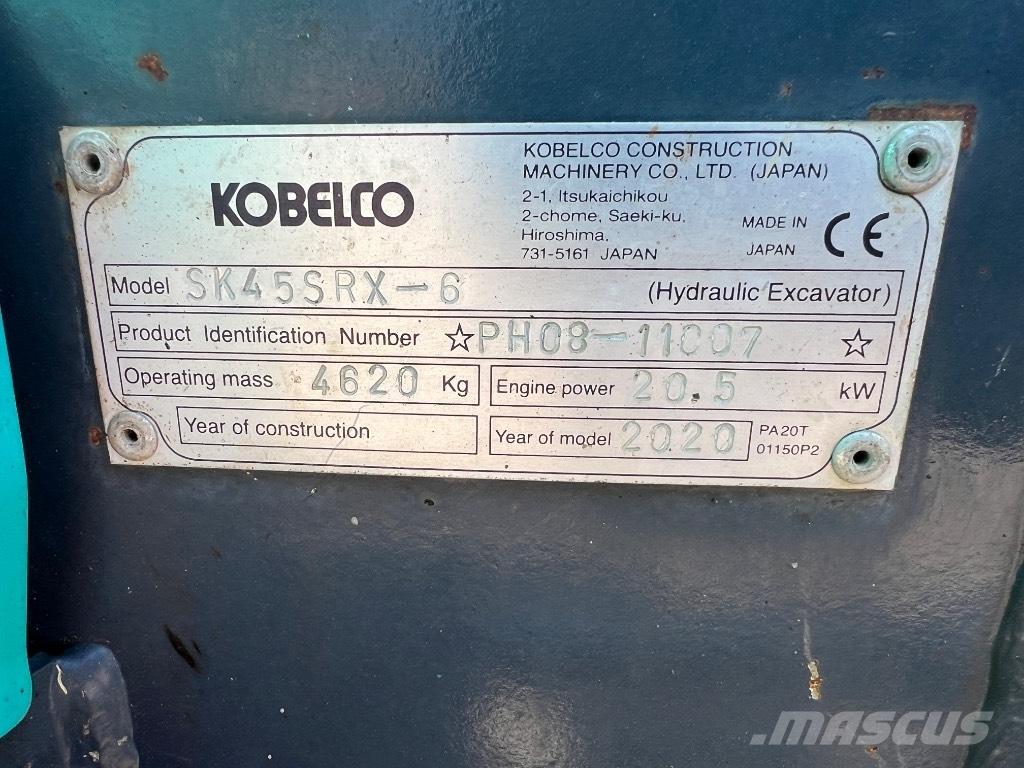 KOBELCO
KOBELCO CONSTRUCTION
MACHINERY CO., LTD. (JAPAN)
2-1, Itsukaichikou
2-chome, Saeki-ku,
Hiroshima,
731-5161 JAPAN
MADE IN
JAPAN
CE
Model SK45SRX-6 (Hydraulic Excavator)
Product Identification Number ☆PH08-11007 ☆
Operating mass 4620 Kg
Engine power 20.5 kW
Year of construction
Year of model 2020
PA20T
01150P2
MASCUS